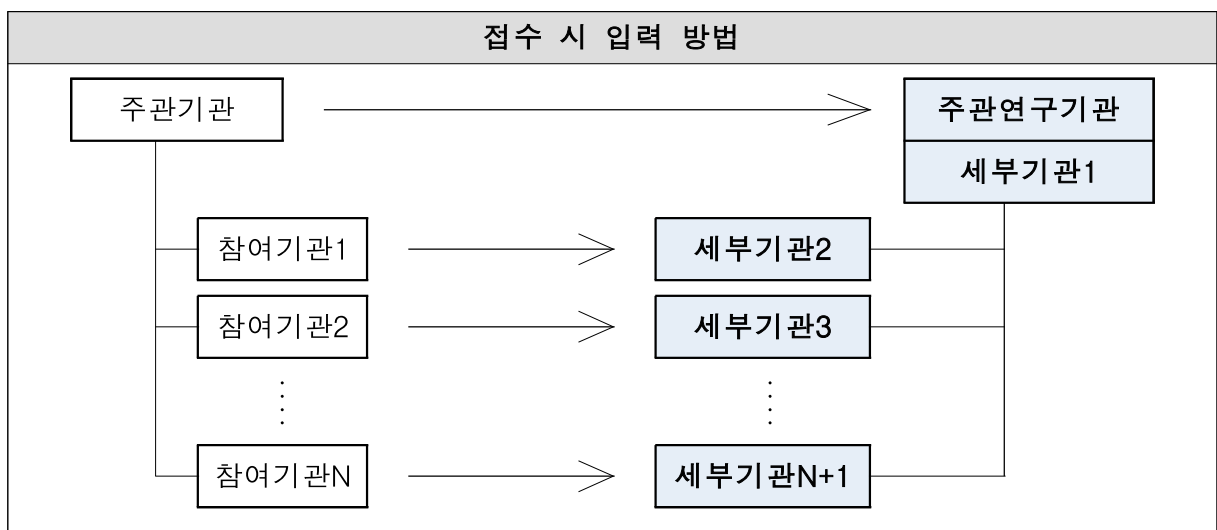 접수 시 입력 방법
주관기관
주관연구기관
세부기관1
참여기관1
세부기관2
참여기관2
세부기관3
참여기관N
세부기관N+1